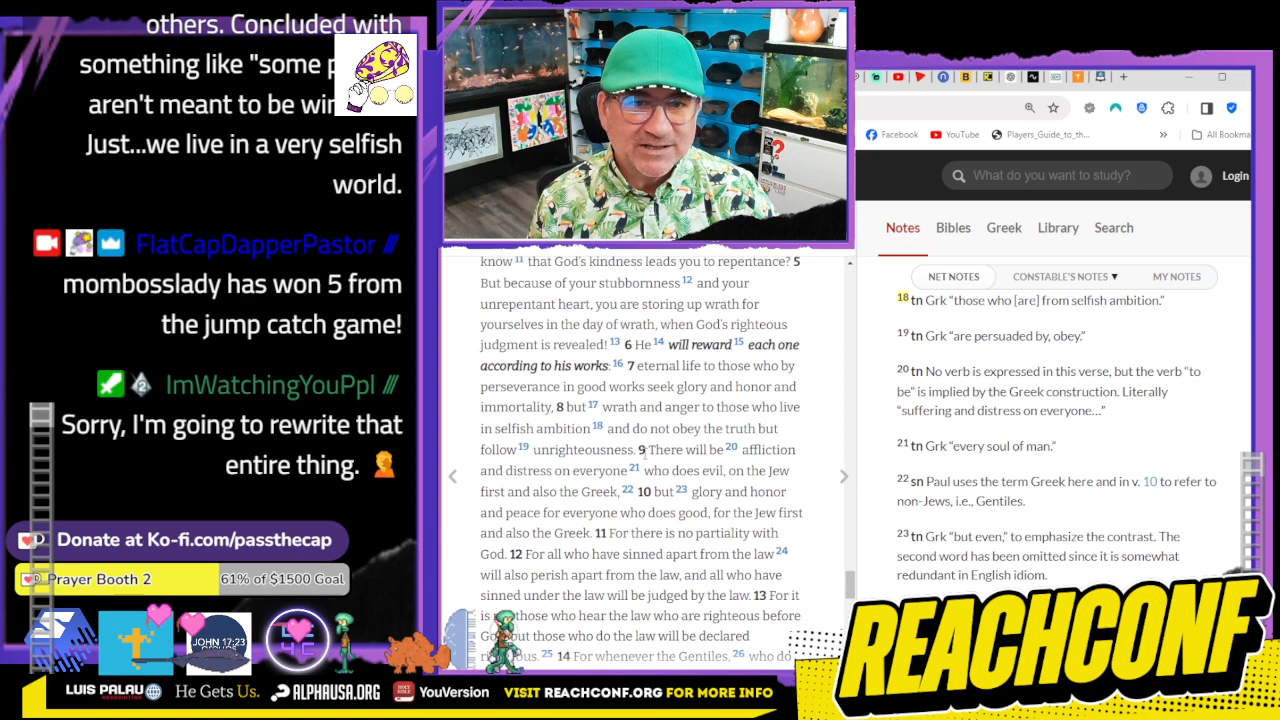 others. Concluded with
something like "some p
aren't meant to be win
Just...we live in a very selfish
world.
FlatCapDapperPastor ///
mombosslady has won 5 from
the jump catch game!
ImWatchingYouPpl ///
Sorry, I'm going to rewrite that
entire thing.
Donate at Ko-fi.com/passthecap
Prayer Booth 2
61% of $1500 Goal
JOHN 17:23
know 11 that God's kindness leads you to repentance? 5
But because of your stubbornness 12 and your
unrepentant heart, you are storing up wrath for
yourselves in the day of wrath, when God's righteous
judgment is revealed! 13 6 He 14 will reward 15 each one
according to his works: 16 7 eternal life to those who by
perseverance in good works seek glory and honor and
immortality, 8 but 17 wrath and anger to those who live
in selfish ambition 18 and do not obey the truth but
follow 19 unrighteousness. 9 There will be 20 affliction
and distress on everyone 21 who does evil, on the Jew
first and also the Greek, 22 10 but 23 glory and honor
and peace for everyone who does good, for the Jew first
and also the Greek. 11 For there is no partiality with
God. 12 For all who have sinned apart from the law 24
will also perish apart from the law, and all who have
sinned under the law will be judged by the law. 13 For it
is those who hear the law who are righteous before
but those who do the law will be declared
25 14 For whenever the Gentiles, 26 who do
Facebook YouTube Players_Guide_to_th... » All Bookma
What do you want to study?
Login
Notes Bibles Greek Library Search
NET NOTES CONSTABLE'S NOTES ▼ MY NOTES
18 tn Grk "those who [are] from selfish ambition."
19 tn Grk "are persuaded by, obey."
20 tn No verb is expressed in this verse, but the verb "to
be" is implied by the Greek construction. Literally
"suffering and distress on everyone..."
21 tn Grk "every soul of man."
22 sn Paul uses the term Greek here and in v. 10 to refer to
non-Jews, i.e., Gentiles.
23 tn Grk "but even," to emphasize the contrast. The
second word has been omitted since it is somewhat
redundant in English idiom.
REACHCONF
LUIS PALAU He Gets Us. ALPHAUSA.ORG HOLY BIBLE YouVersion VISIT REACHCONF.ORG FOR MORE INFO